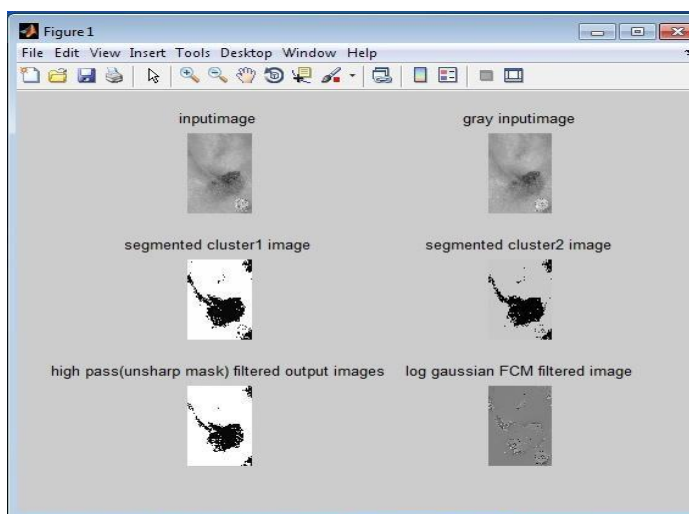 Figure 1
File Edit View Insert Tools Desktop Window Help
inputimage
gray inputimage
segmented cluster1 image
segmented cluster2 image
high pass(unsharp mask) filtered output images
log gaussian FCM filtered image